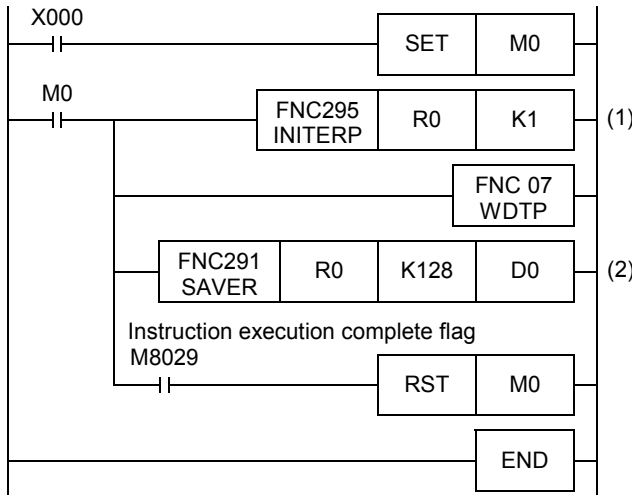 X000
SET M0
M0
FNC295
INITERP R0 K1 (1)
FNC 07
WDTP
FNC291
SAVER R0 K128 D0 (2)
Instruction execution complete flag
M8029
RST M0
END